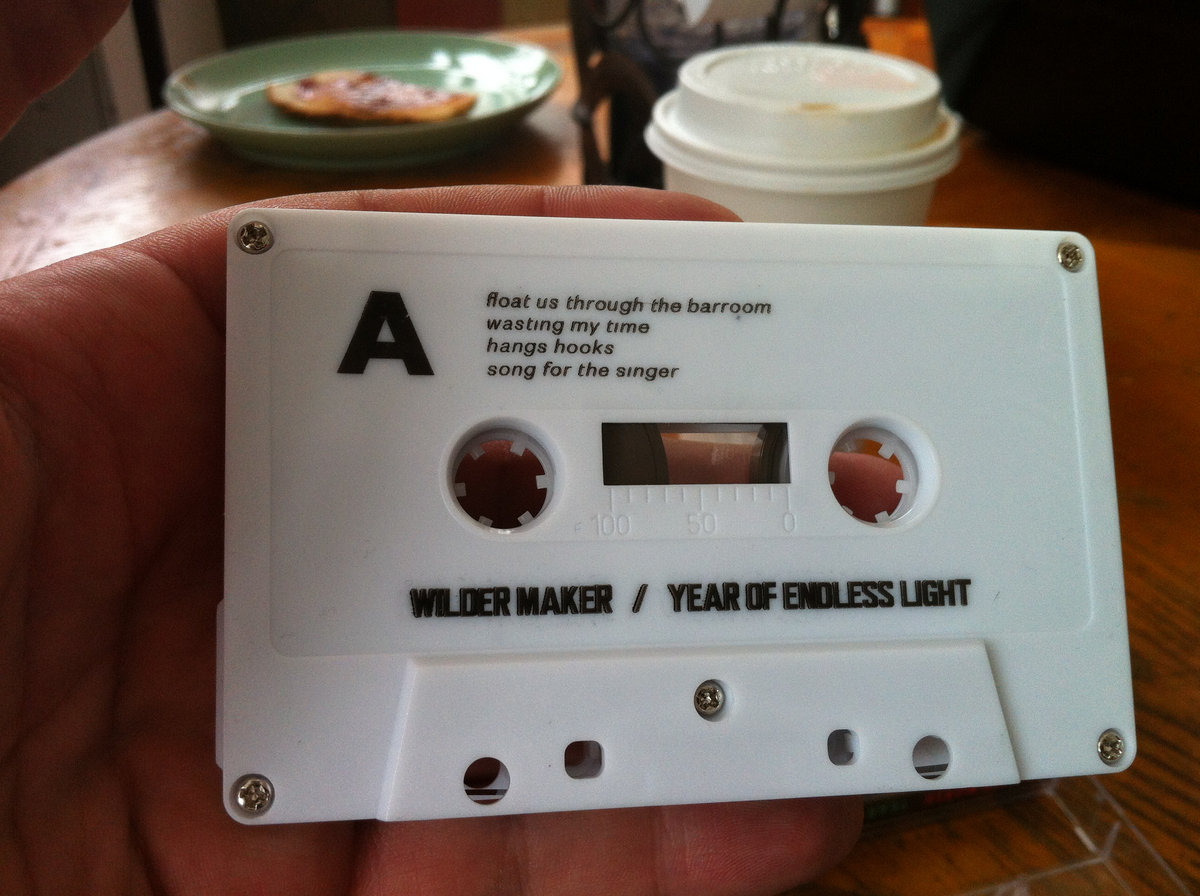 A
float us through the barroom
wasting my time
hangs hooks
song for the singer
100 50 0
WILDER MAKER / YEAR OF ENDLESS LIGHT